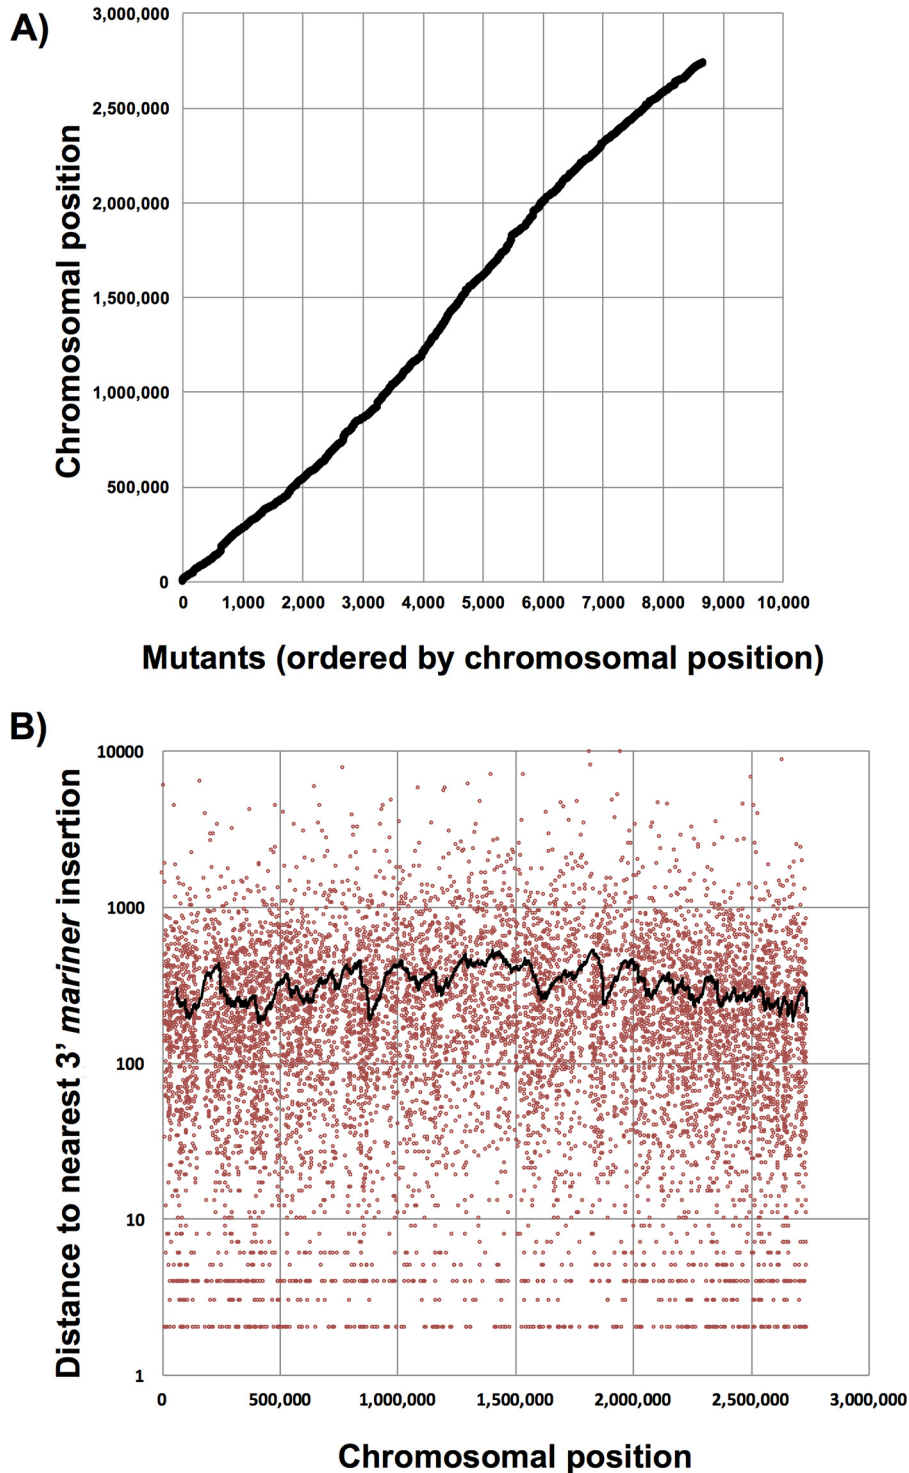 A)
3,000,000
2,500,000
2,000,000
1,500,000
1,000,000
500,000
0
Chromosomal position
0 1,000 2,000 3,000 4,000 5,000 6,000 7,000 8,000 9,000 10,000
Mutants (ordered by chromosomal position)
B)
10000
1000
100
10
1
Distance to nearest 3’ mariner insertion
0 500,000 1,000,000 1,500,000 2,000,000 2,500,000 3,000,000
Chromosomal position